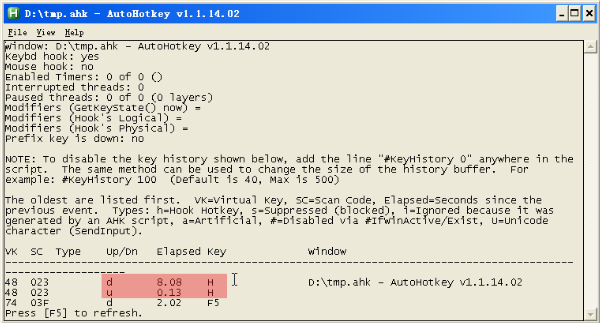 D:\tmp.ahk - AutoHotkey v1.1.14.02
File View Help
Window: D:\tmp.ahk - AutoHotkey v1.1.14.02
Keybd hook: yes
Mouse hook: no
Enabled Timers: 0 of 0 ()
Interrupted threads: 0
Paused threads: 0 of 0 (0 layers)
Modifiers (GetKeyState() now) =
Modifiers (Hook's Logical) =
Modifiers (Hook's Physical) =
Prefix key is down: no
NOTE: To disable the key history shown below, add the line "#KeyHistory 0" anywhere in the
script.  The same method can be used to change the size of the history buffer.  For
example: #KeyHistory 100  (Default is 40, Max is 500)
The oldest are listed first.  VK=Virtual Key, SC=Scan Code, Elapsed=Seconds since the
previous event.  Types: h=Hook Hotkey, s=Suppressed (blocked), i=Ignored because it was
generated by an AHK script, a=Artificial, #=Disabled via #IfWinActive/Exist, U=Unicode
character (SendInput).
VK  SC  Type  Up/Dn  Elapsed  Key  Window
48  023  d  8.08  H  D:\tmp.ahk - AutoHotkey v1.1.14.02
48  023  u  0.13  H
74  03F  d  2.02  F5
Press [F5] to refresh.